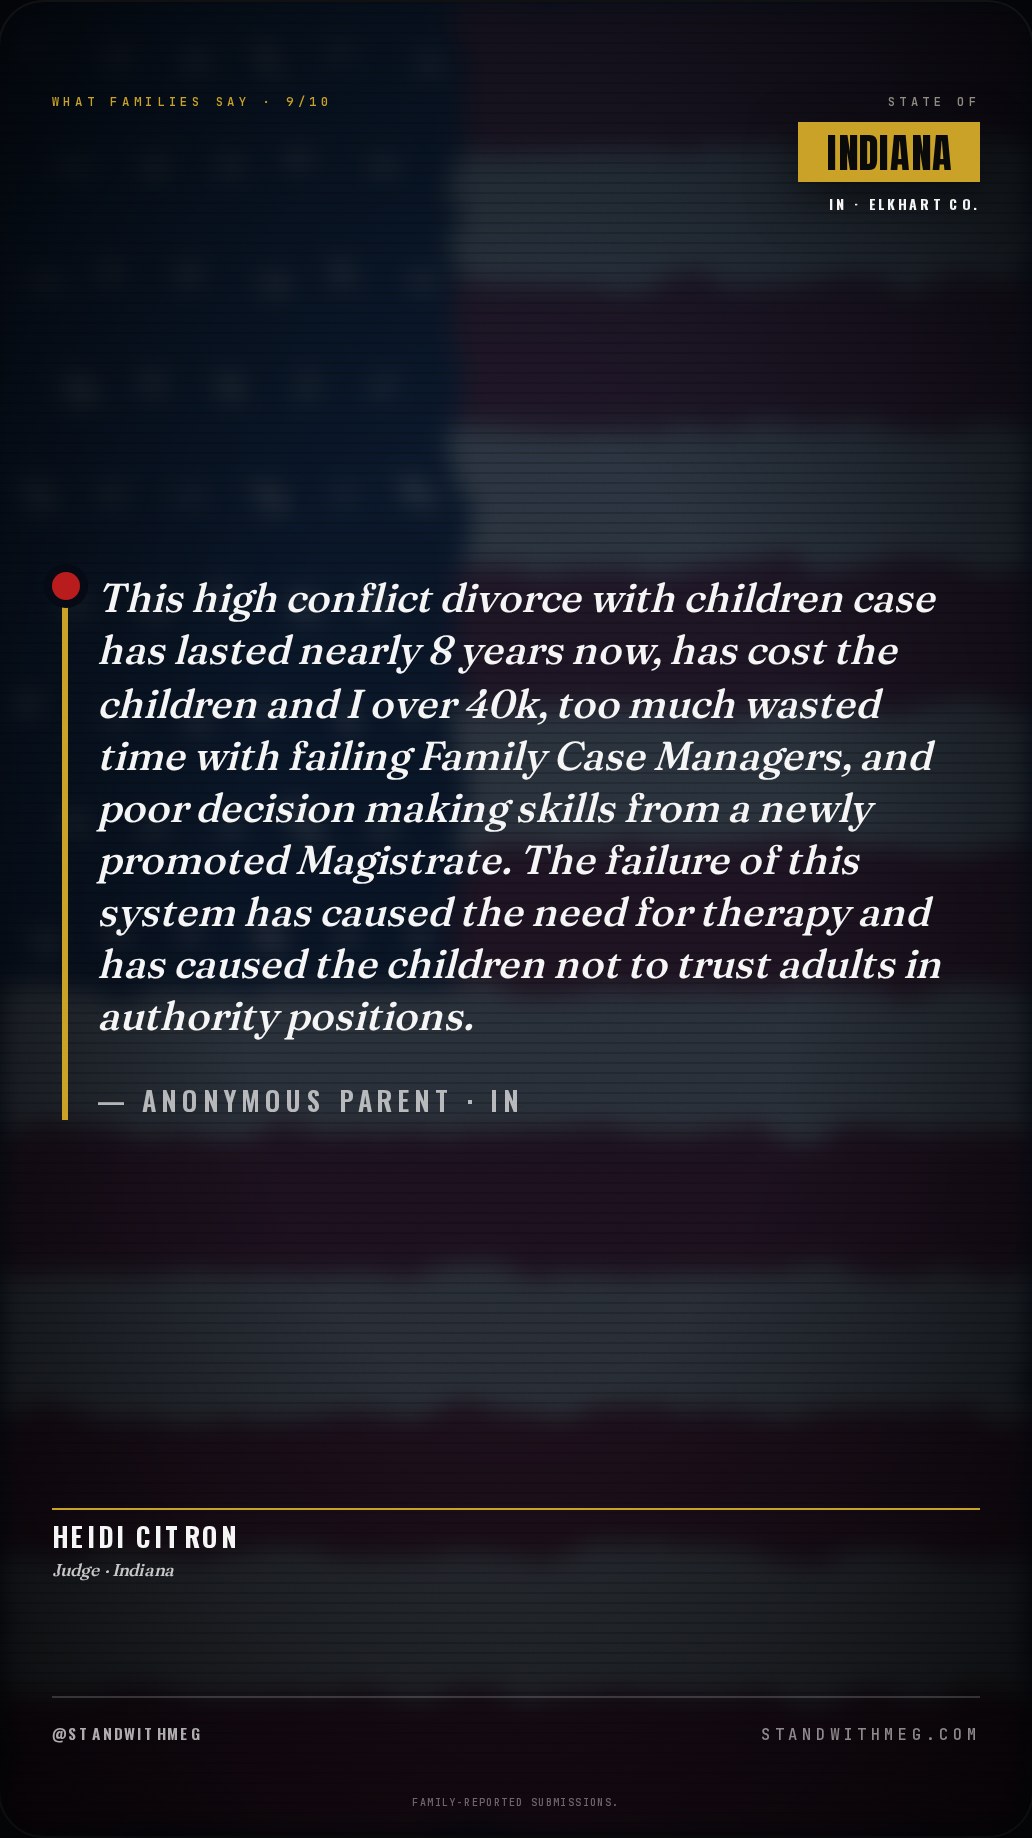 WHAT FAMILIES SAY · 9/10
STATE OF
INDIANA
IN · ELKHART CO.
This high conflict divorce with children case
has lasted nearly 8 years now, has cost the
children and I over 40k, too much wasted
time with failing Family Case Managers, and
poor decision making skills from a newly
promoted Magistrate. The failure of this
system has caused the need for therapy and
has caused the children not to trust adults in
authority positions.
— ANONYMOUS PARENT · IN
HEIDI CITRON
Judge · Indiana
@STANDWITHMEG
STANDWITHMEG.COM
FAMILY-REPORTED SUBMISSIONS.